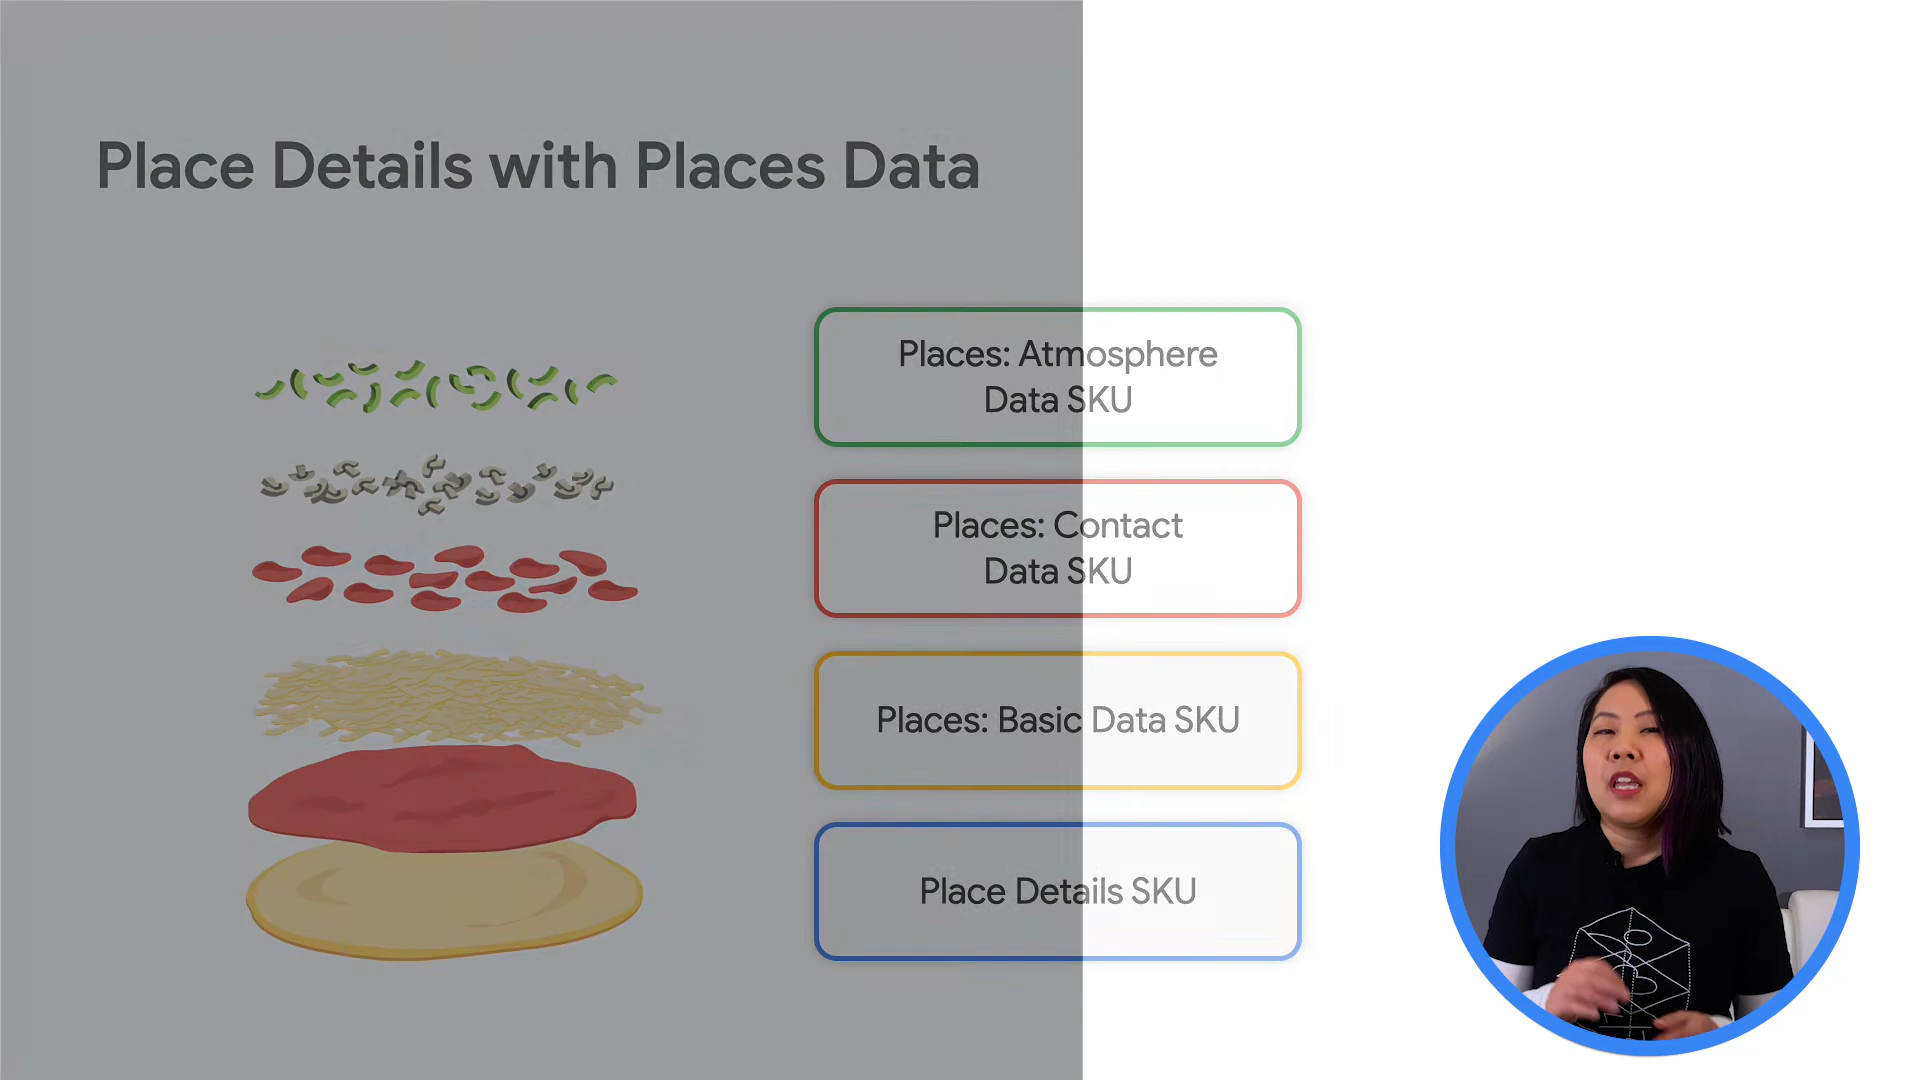 Place Details with Places Data
Places: Atmosphere
Data SKU
Places: Contact
Data SKU
Places: Basic Data SKU
Place Details SKU